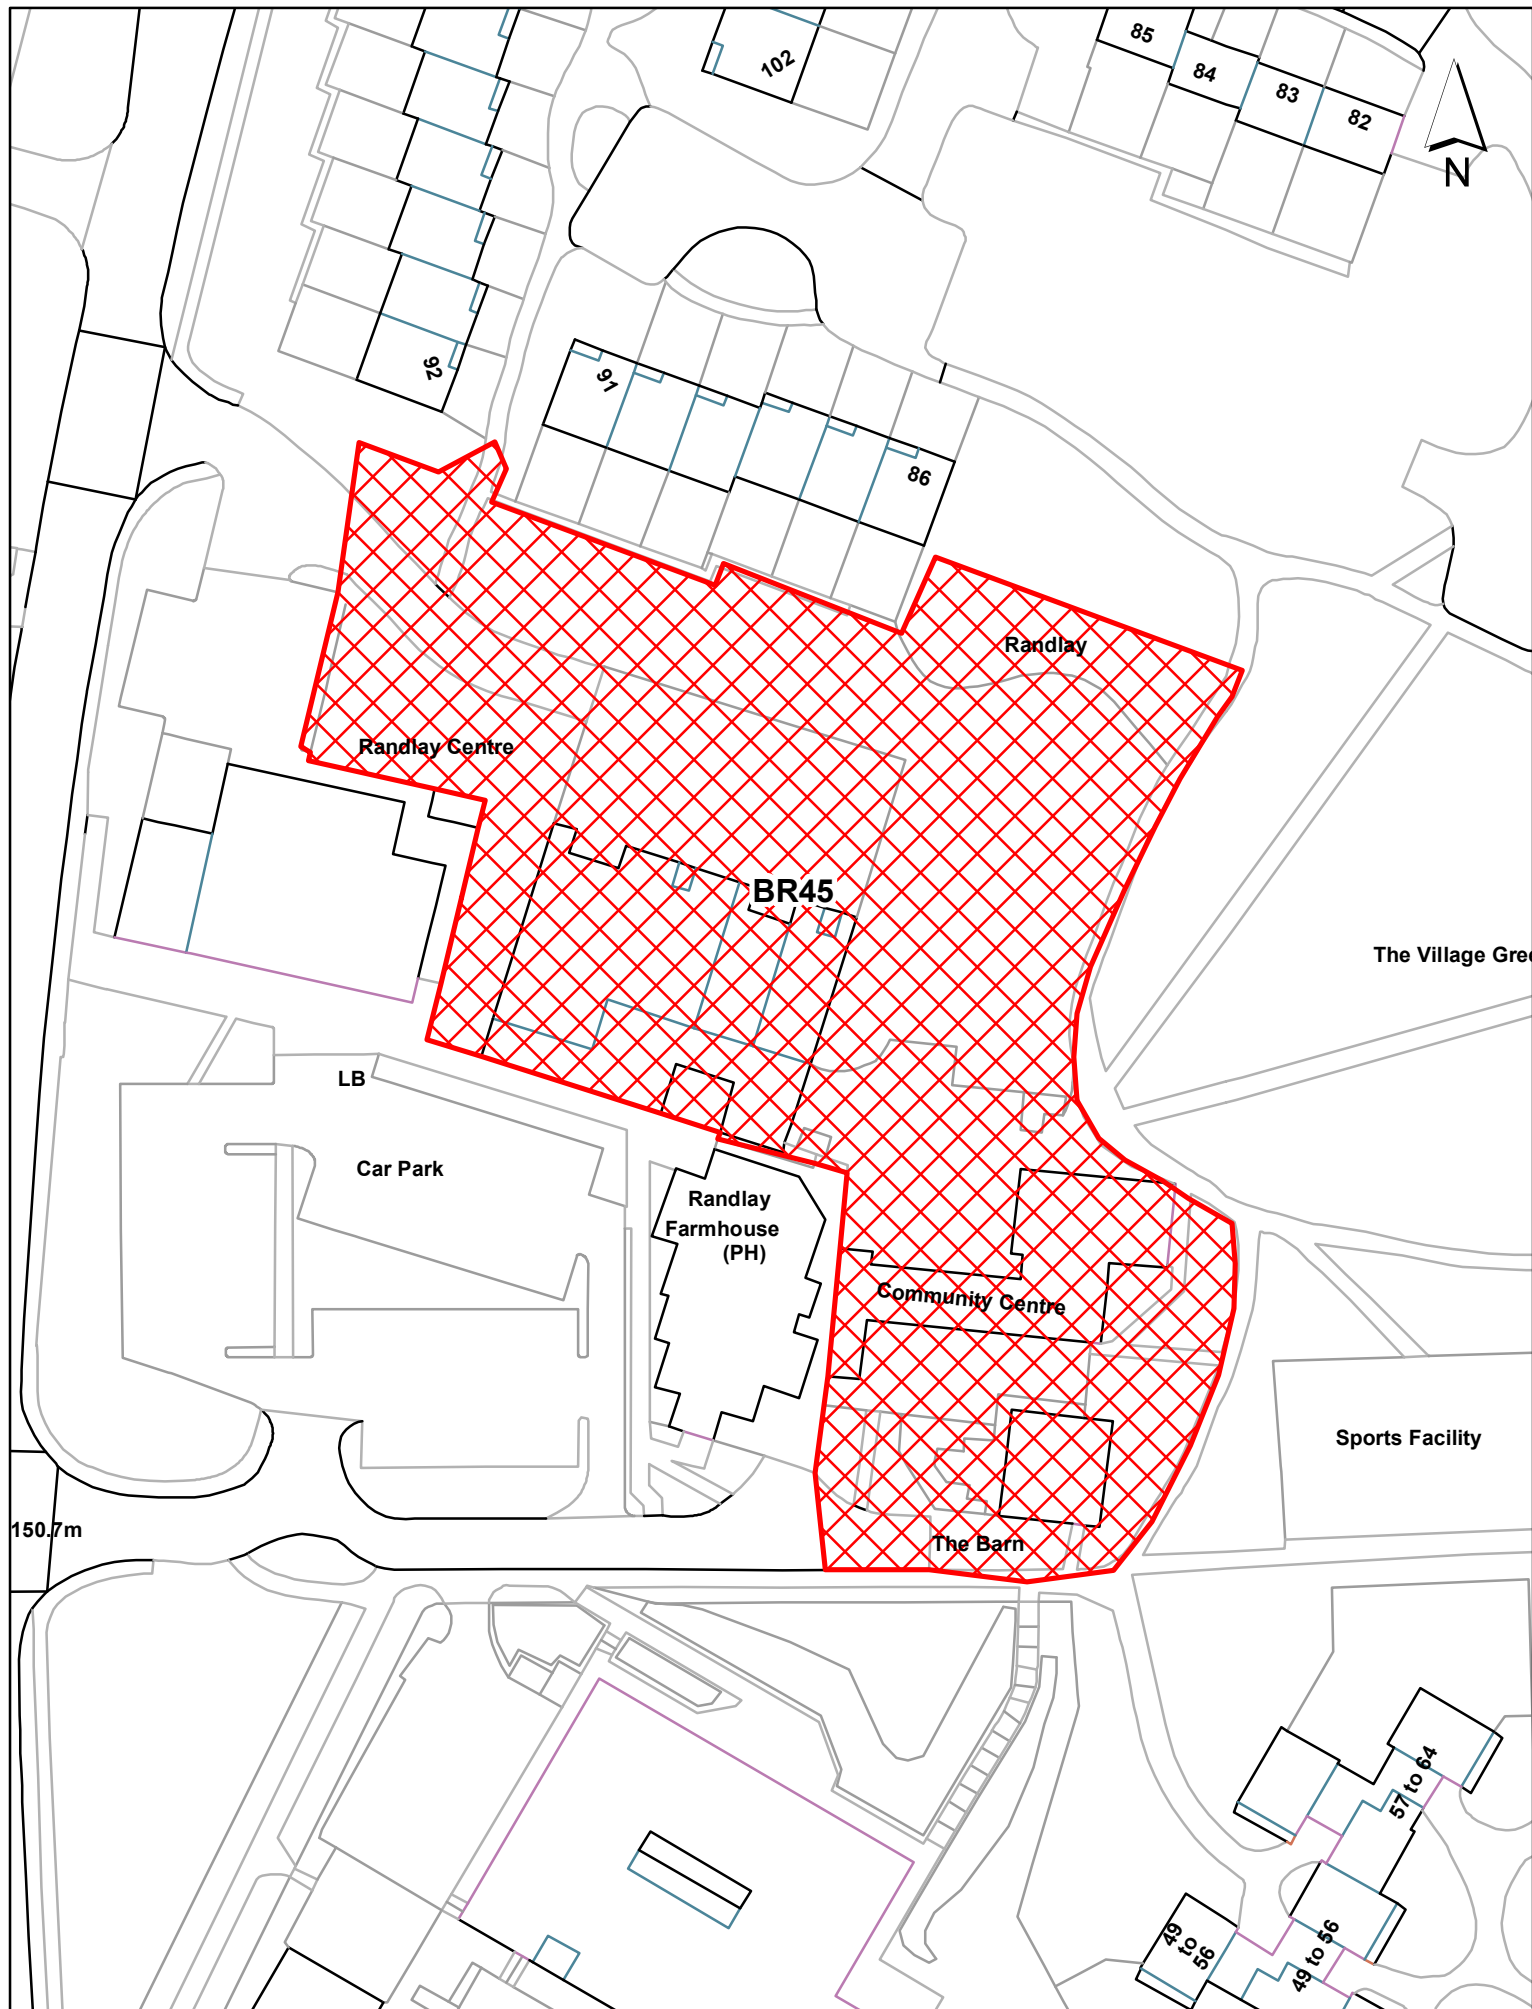 85
102
84
83
82
N
92
91
86
Randlay
Randlay Centre
BR45
The Village Gree
LB
Car Park
Randlay
Farmhouse
(PH)
Community Centre
Sports Facility
150.7m
The Barn
57 to 64
49
to
56
49 to 56